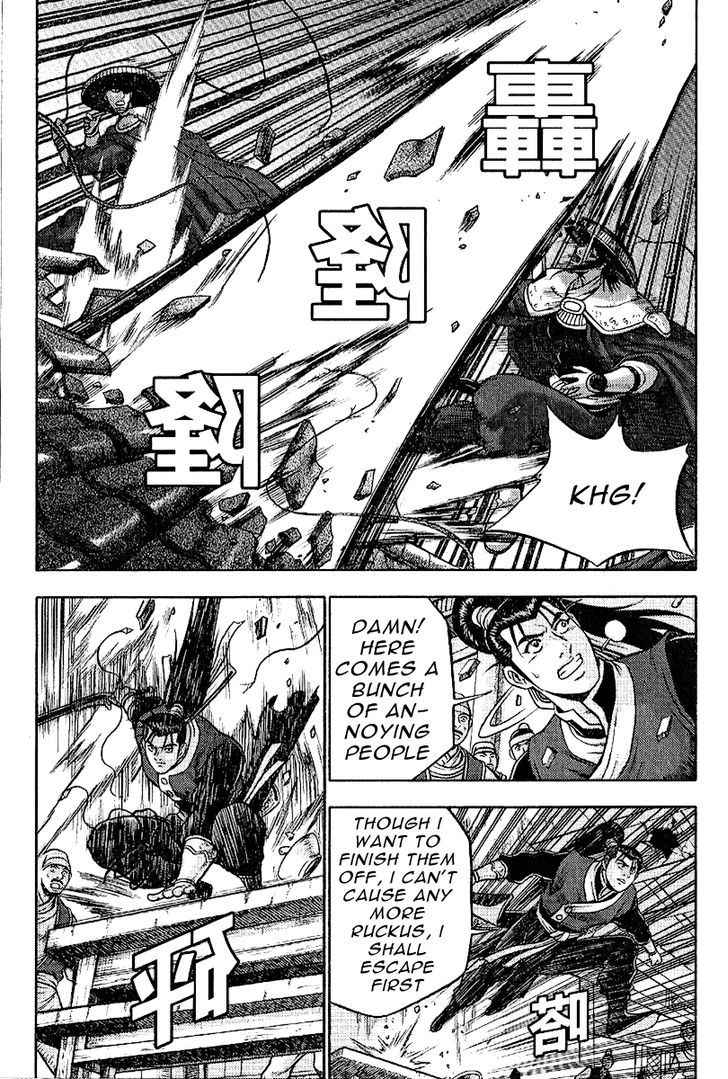 轟
隆
隆
KHG!
DAMN!
HERE
COMES A
BUNCH
OF AN-
NOYING
PEOPLE
砰
THOUGH I
WANT TO
FINISH THEM
OFF, I CAN'T
CAUSE ANY
MORE
RUCKUS, I
SHALL
ESCAPE
FIRST